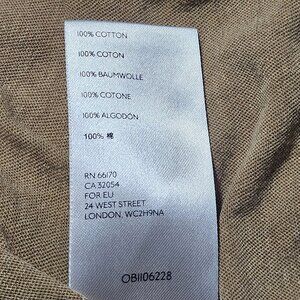 100% COTTON
100% COTON
100% BAUMWOLLE
100% COTONE
100% ALGODÓN
100% 棉
RN 66170
CA 32054
FOR EU
24 WEST STREET
LONDON, WC2H9NA
OBII06228